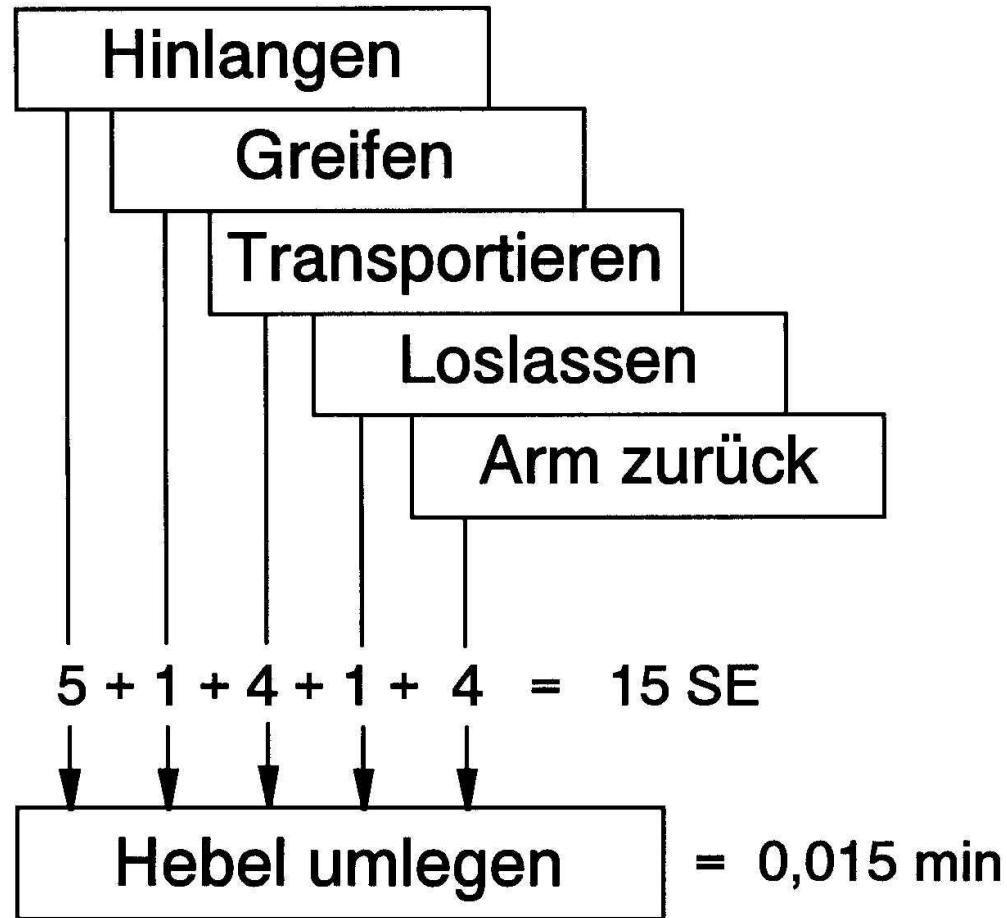 Hinlangen
Greifen
Transportieren
Loslassen
Arm zurück
5 + 1 + 4 + 1 + 4 = 15 SE
Hebel umlegen = 0,015 min